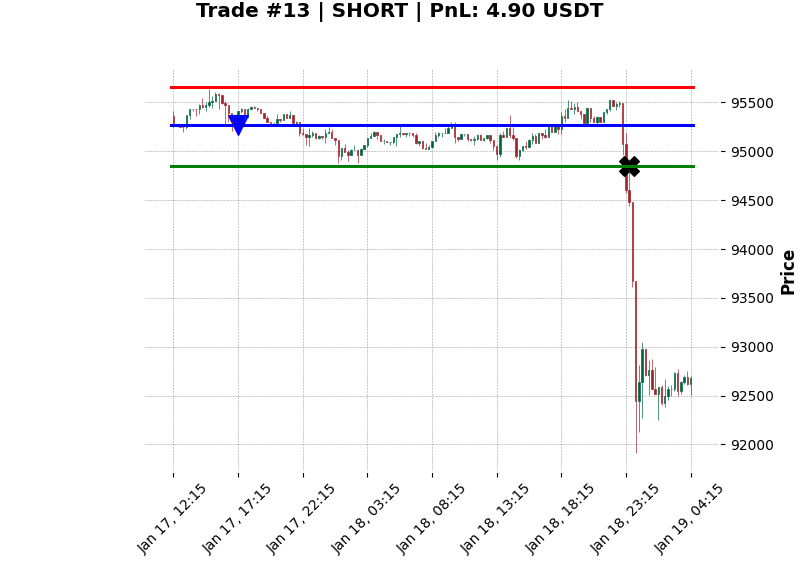 Trade #13 | SHORT | PnL: 4.90 USDT
95500
95000
94500
94000
93500
93000
92500
92000
Price
Jan 17, 12:15
Jan 17, 17:15
Jan 17, 22:15
Jan 18, 03:15
Jan 18, 08:15
Jan 18, 13:15
Jan 18, 18:15
Jan 18, 23:15
Jan 19, 04:15